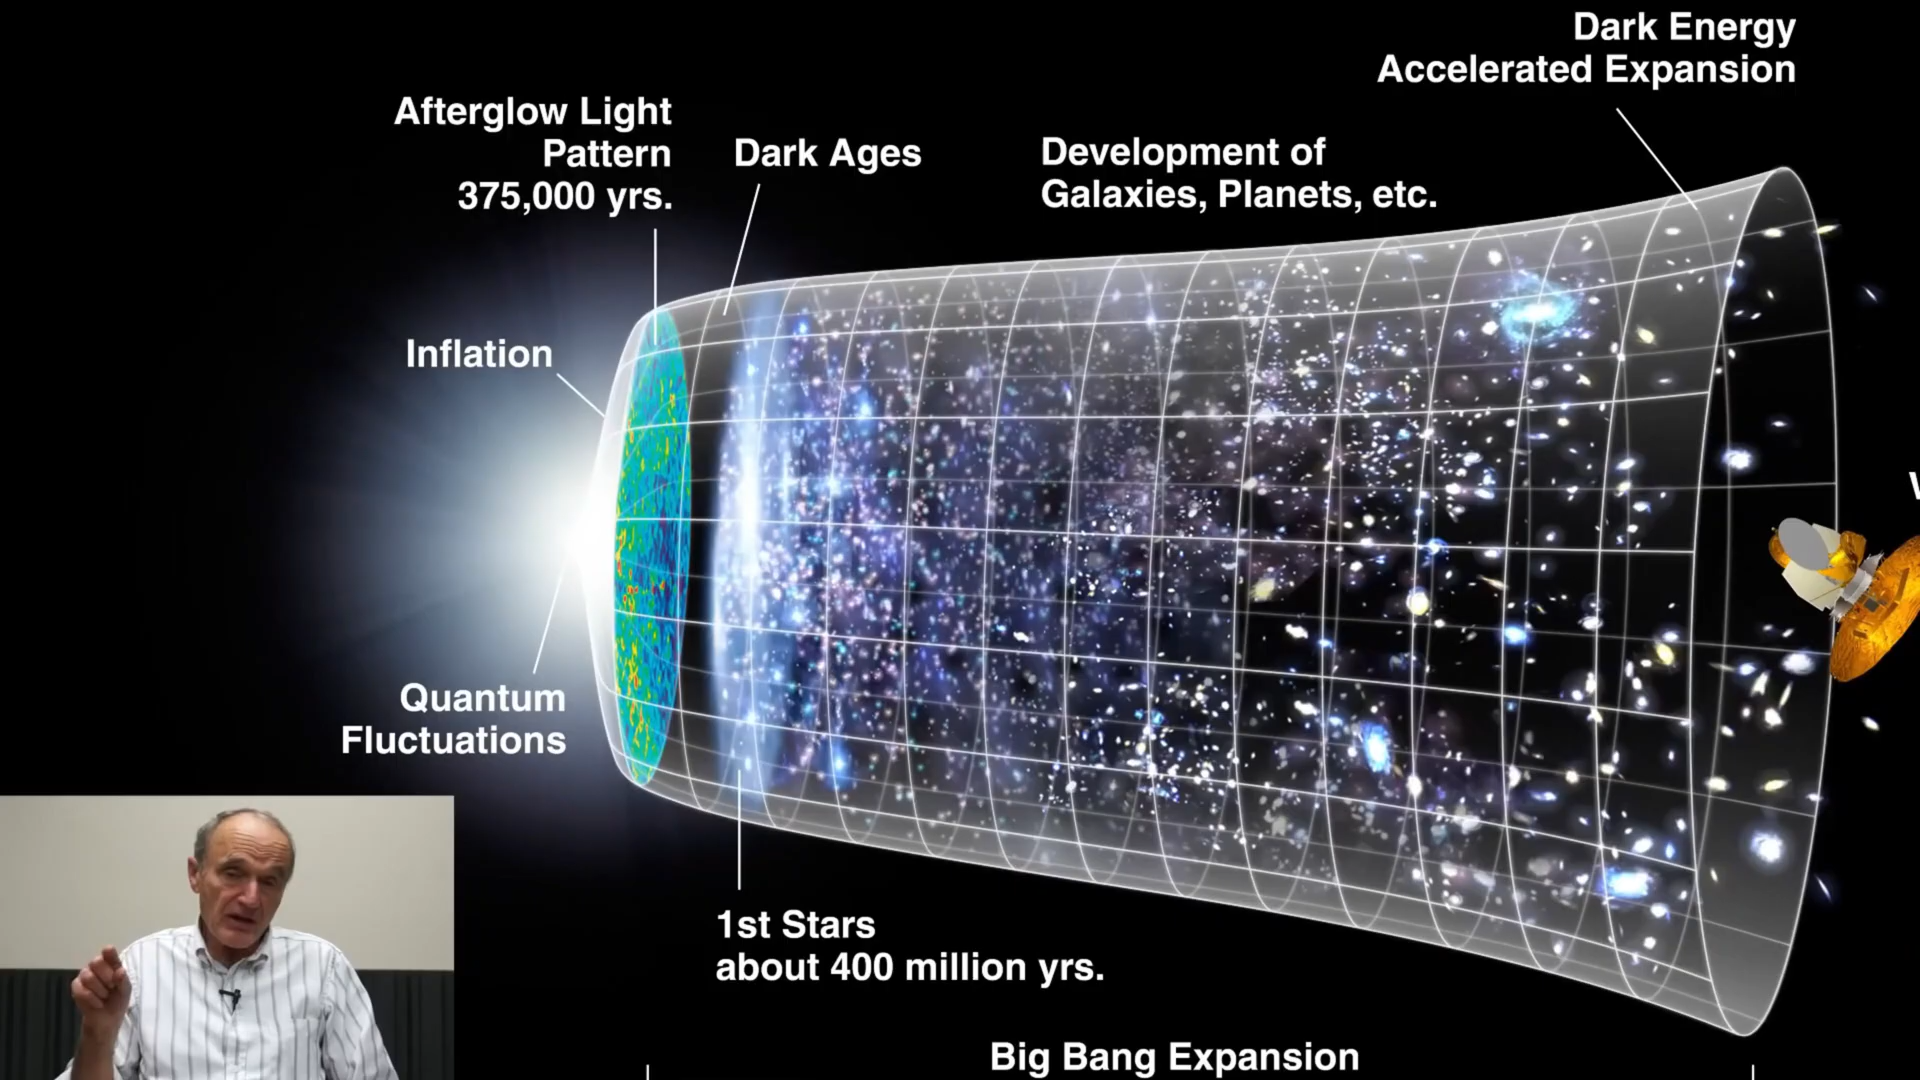 Dark Energy
Accelerated Expansion
Afterglow Light
Pattern
375,000 yrs.
Dark Ages
Development of
Galaxies, Planets, etc.
Inflation
Quantum
Fluctuations
1st Stars
about 400 million yrs.
Big Bang Expansion